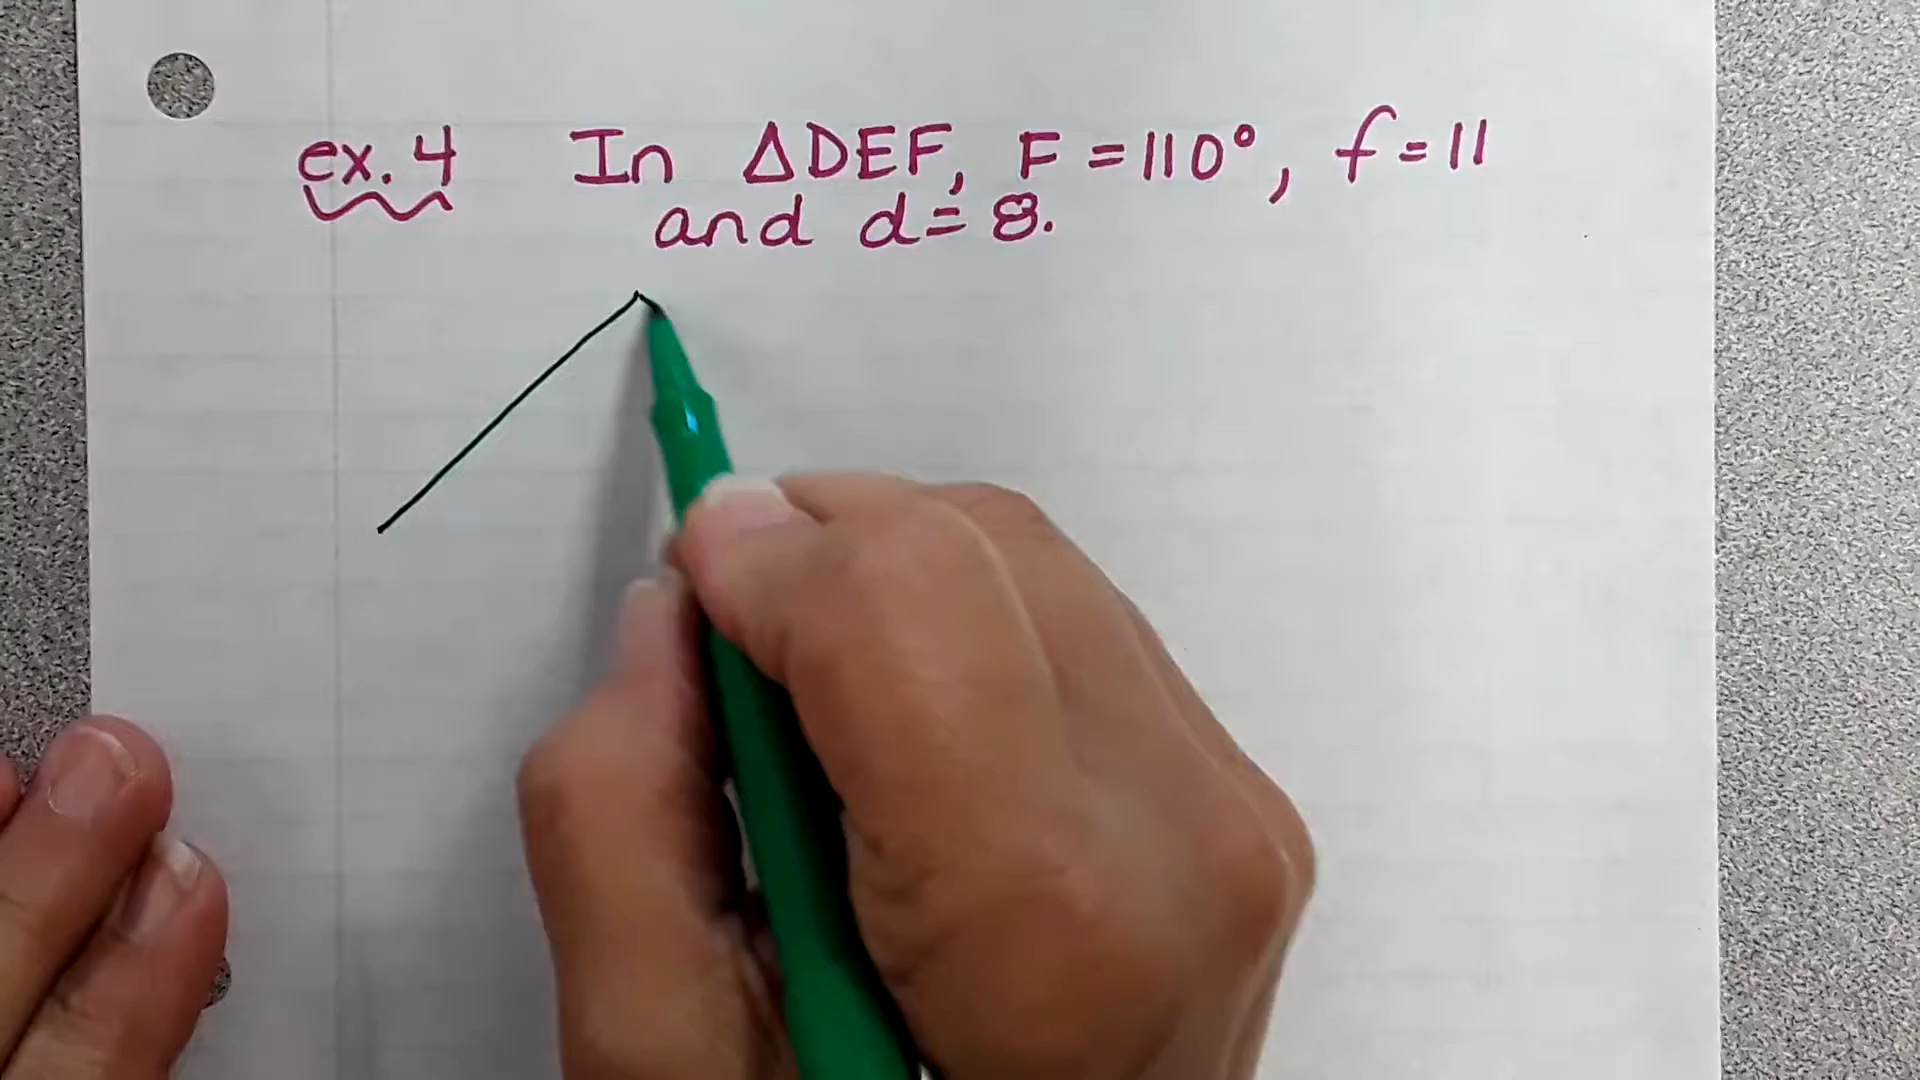 ex. 4 In ΔDEF, F = 110°, f = 11
and d = 8.